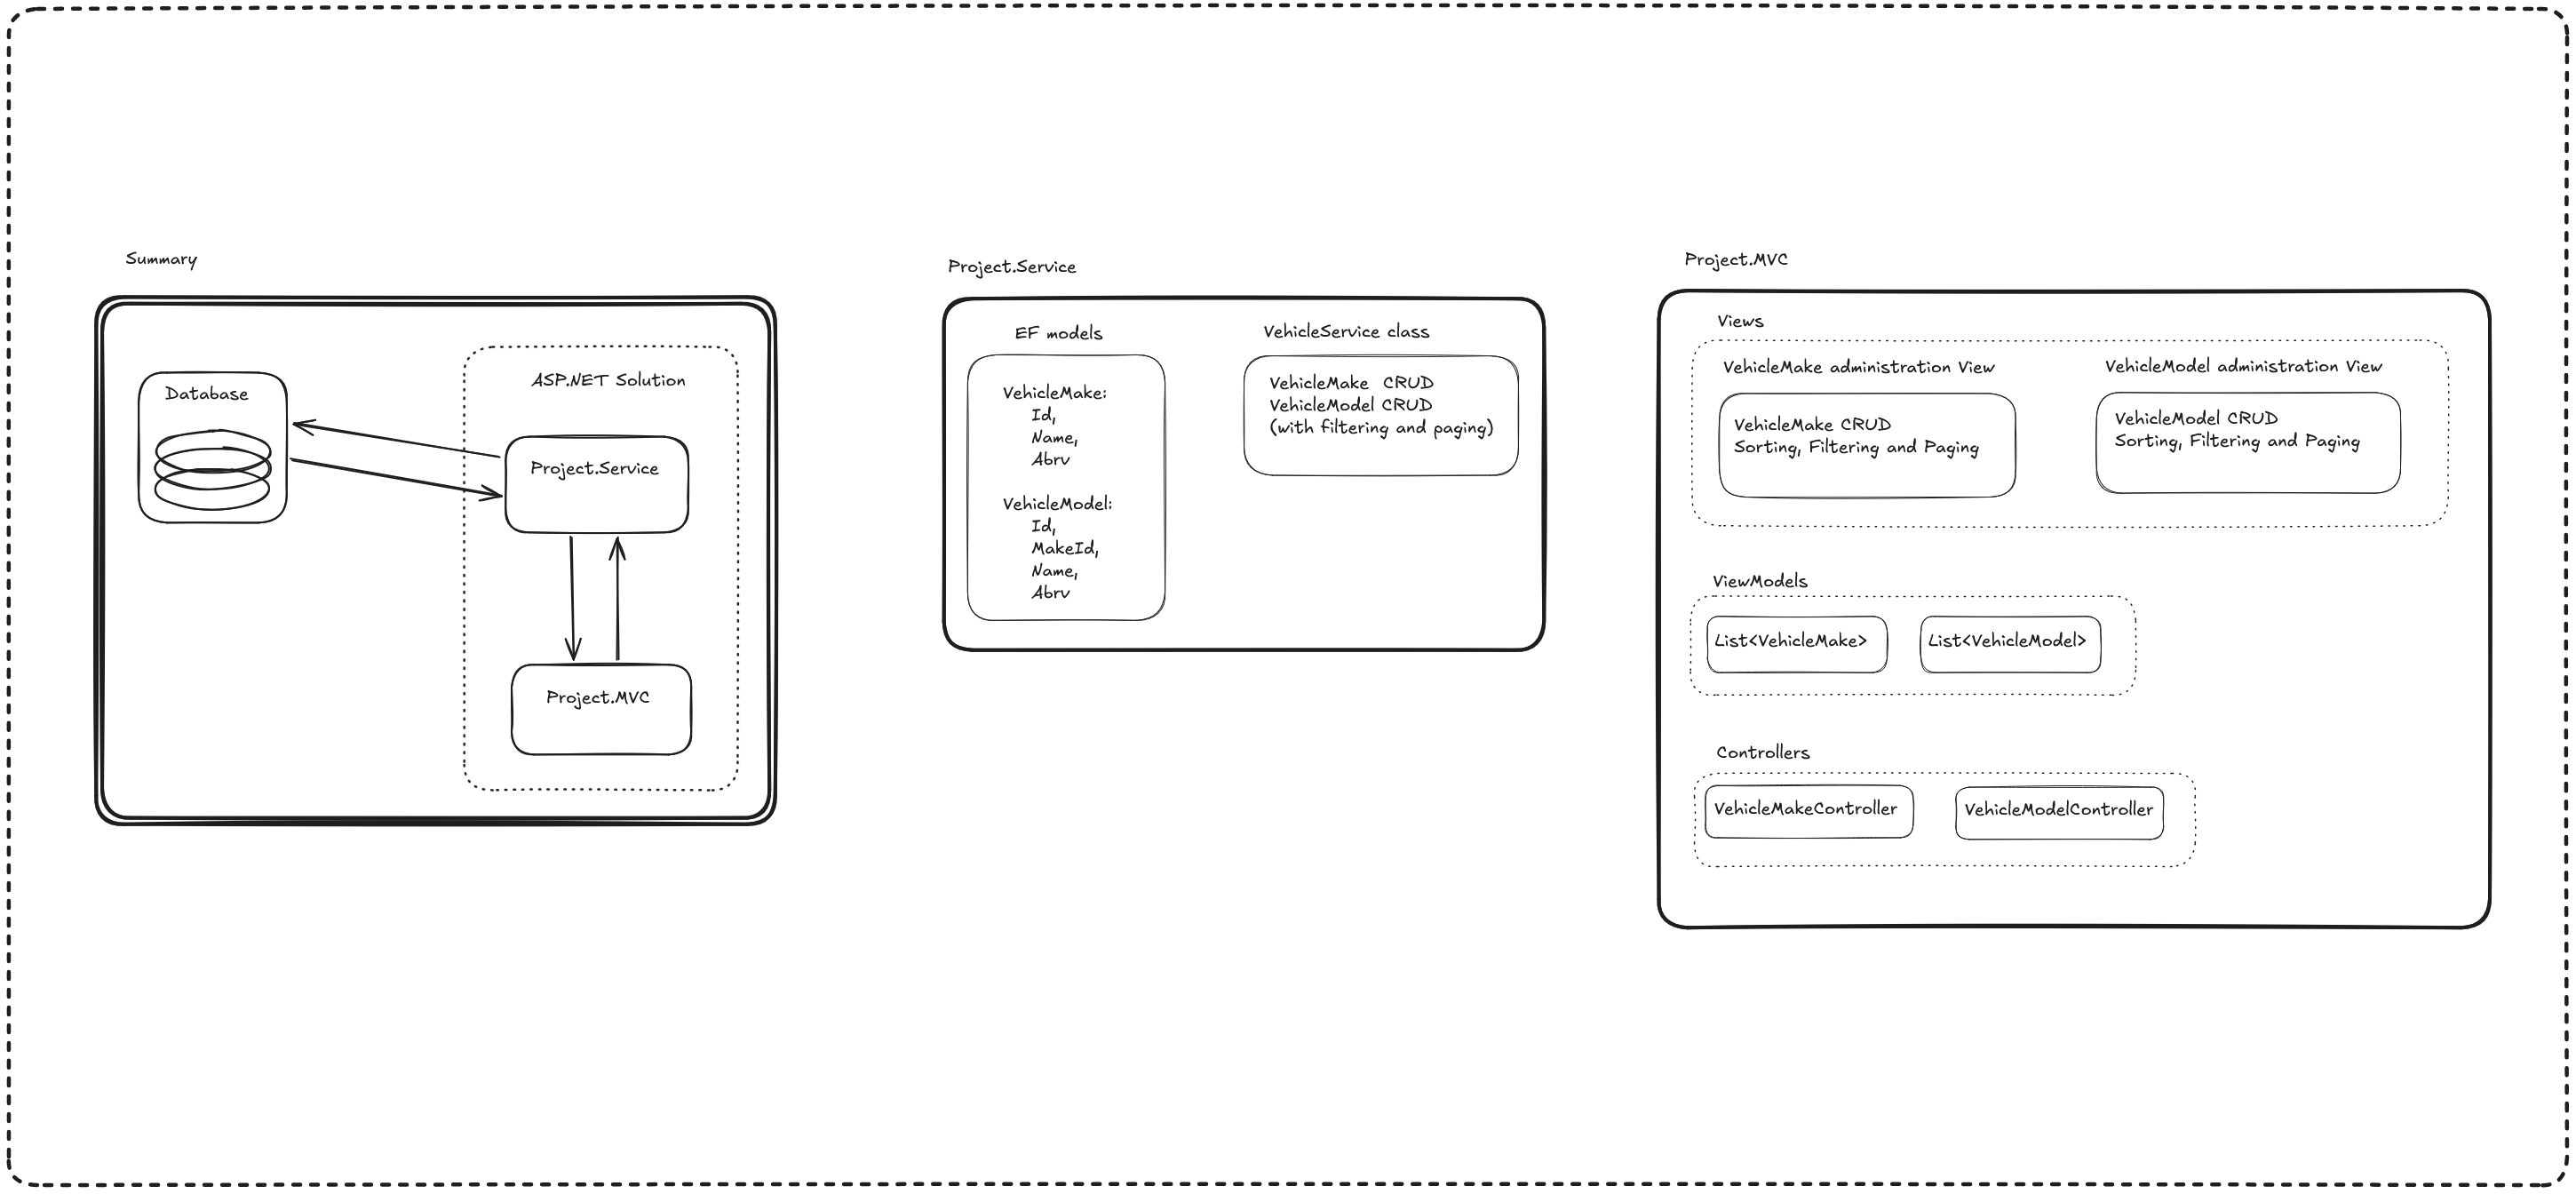 Summary
Database
ASP.NET Solution
Project.Service
Project.MVC
Project.Service
EF models
VehicleMake:
Id,
Name,
Abrv
VehicleModel:
Id,
MakeId,
Name,
Abrv
VehicleService class
VehicleMake CRUD
VehicleModel CRUD
(with filtering and paging)
Project.MVC
Views
VehicleMake administration View
VehicleMake CRUD
Sorting, Filtering and Paging
VehicleModel administration View
VehicleModel CRUD
Sorting, Filtering and Paging
ViewModels
List<VehicleMake>
List<VehicleModel>
Controllers
VehicleMakeController
VehicleModelController